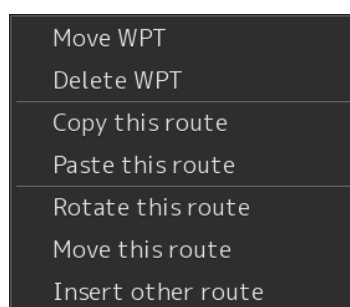 Move WPT
Delete WPT
Copy this route
Paste this route
Rotate this route
Move this route
Insert other route